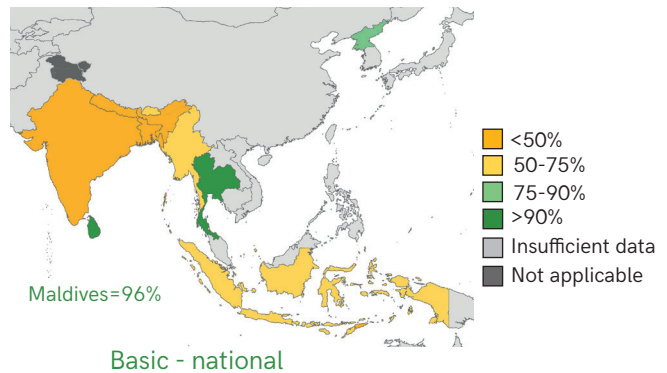 <50%
50-75%
75-90%
>90%
Insufficient data
Not applicable
Maldives=96%
Basic - national